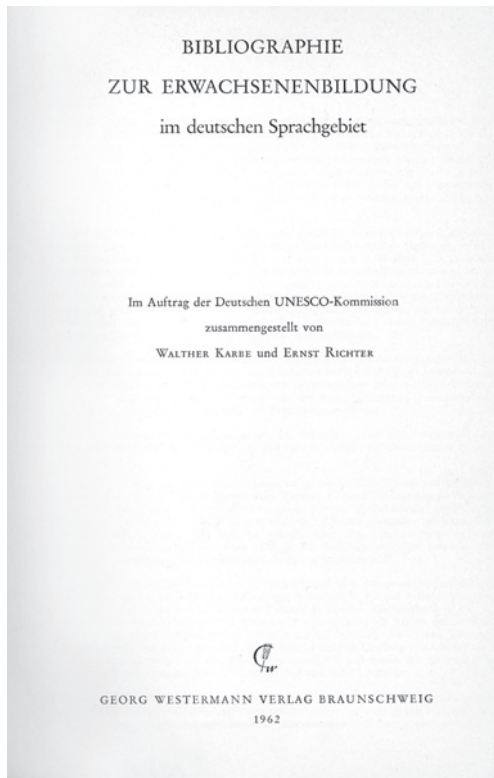 BIBLIOGRAPHIE
ZUR ERWACHSENENBILDUNG
im deutschen Sprachgebiet
Im Auftrag der Deutschen UNESCO-Kommission
zusammengestellt von
WALTHER KARBE und ERNST RICHTER
GEORG WESTERMANN VERLAG BRAUNSCHWEIG
1962